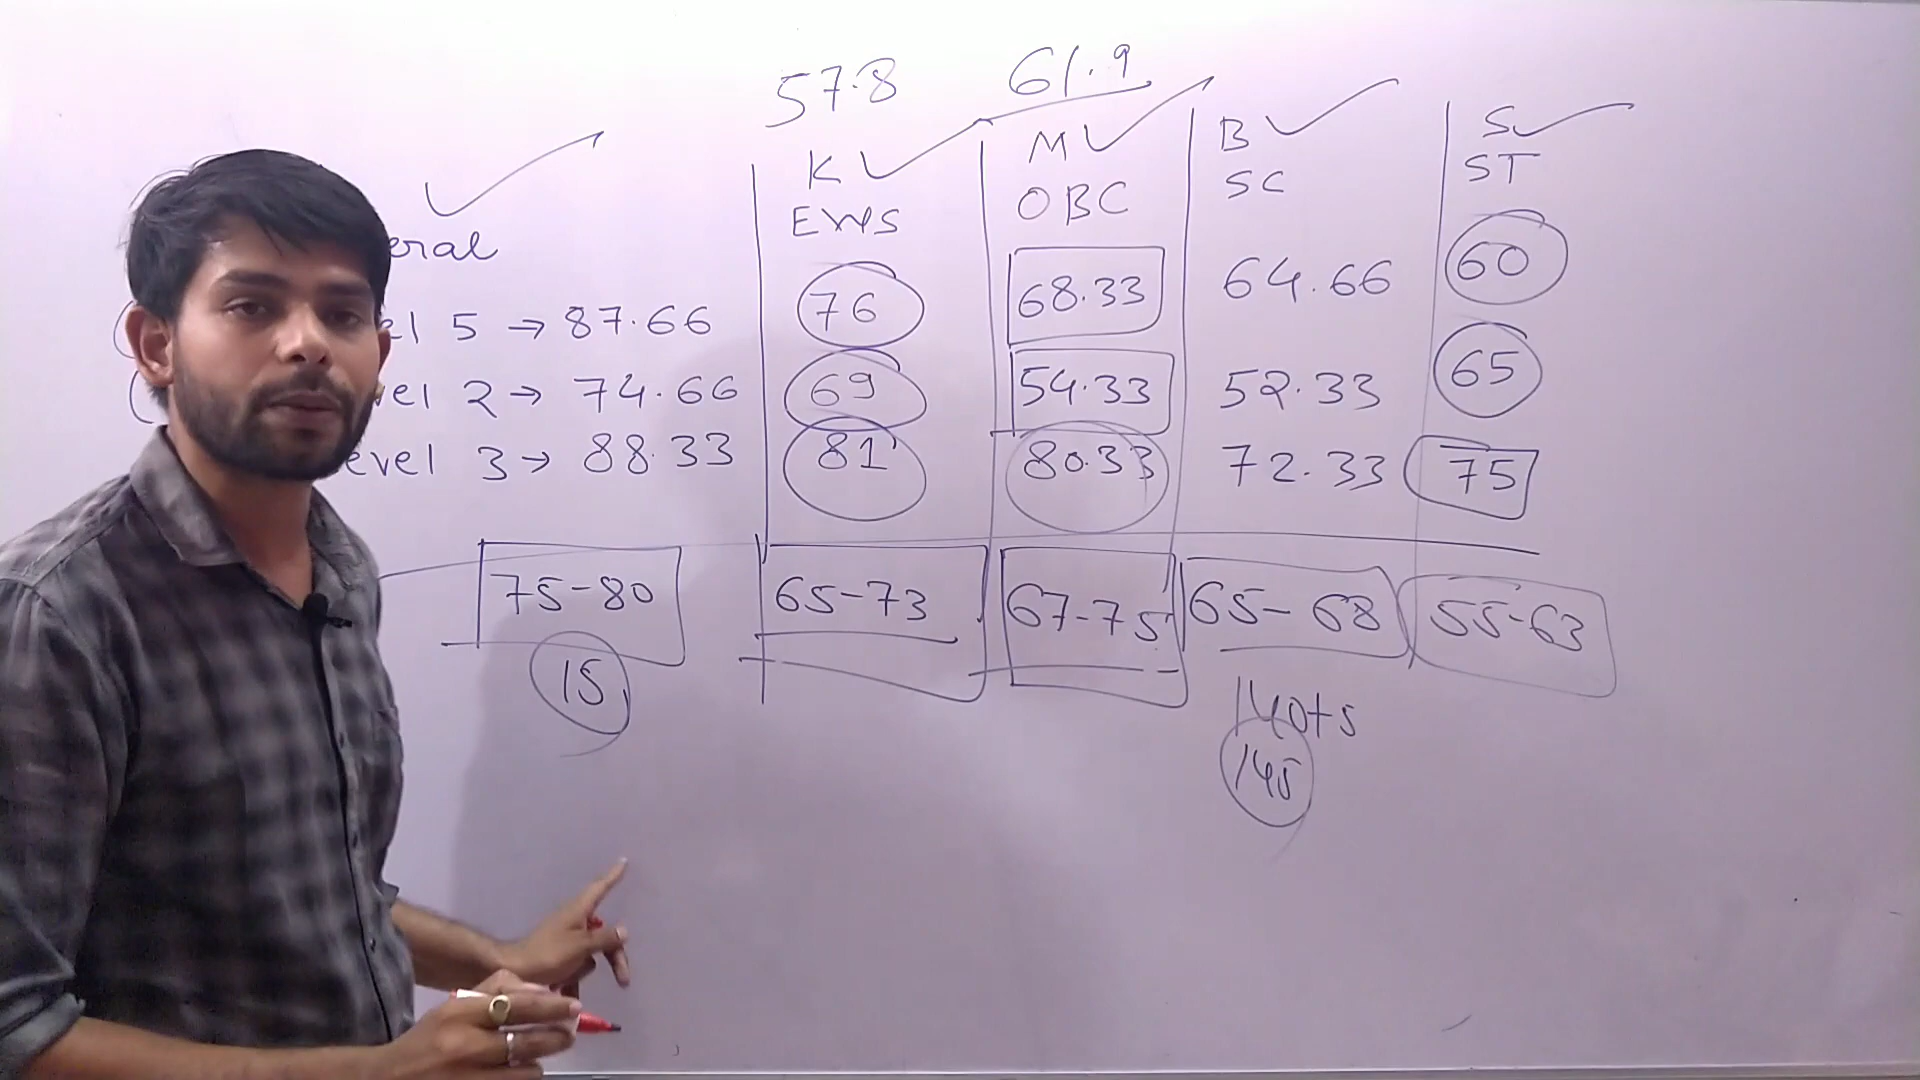 57.8 61.9
K M B S
EWS OBC SC ST
eral
el 5 → 87.66 76 68.33 64.66 60
vel 2 → 74.66 69 54.33 52.33 65
evel 3 → 88.33 81 80.33 72.33 75
75-80 65-73 67-75 65-68 55-63
15 140+5
145